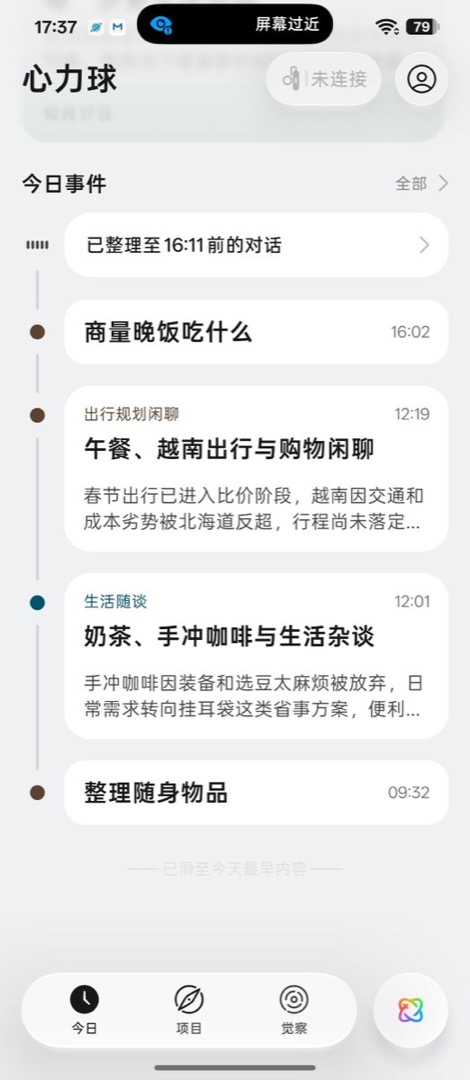 17:37
屏幕过近
79
心力球
未连接
10月17日
今日事件
全部
已整理至 16:11 前的对话
商量晚饭吃什么
16:02
出行规划闲聊
12:19
午餐、越南出行与购物闲聊
春节出行已进入比价阶段，越南因交通和
成本劣势被北海道反超，行程尚未落定...
生活随谈
12:01
奶茶、手冲咖啡与生活杂谈
手冲咖啡因装备和选豆太麻烦被放弃，日
常需求转向挂耳袋这类省事方案，便利...
整理随身物品
09:32
已滑至今天最早内容
今日
项目
觉察